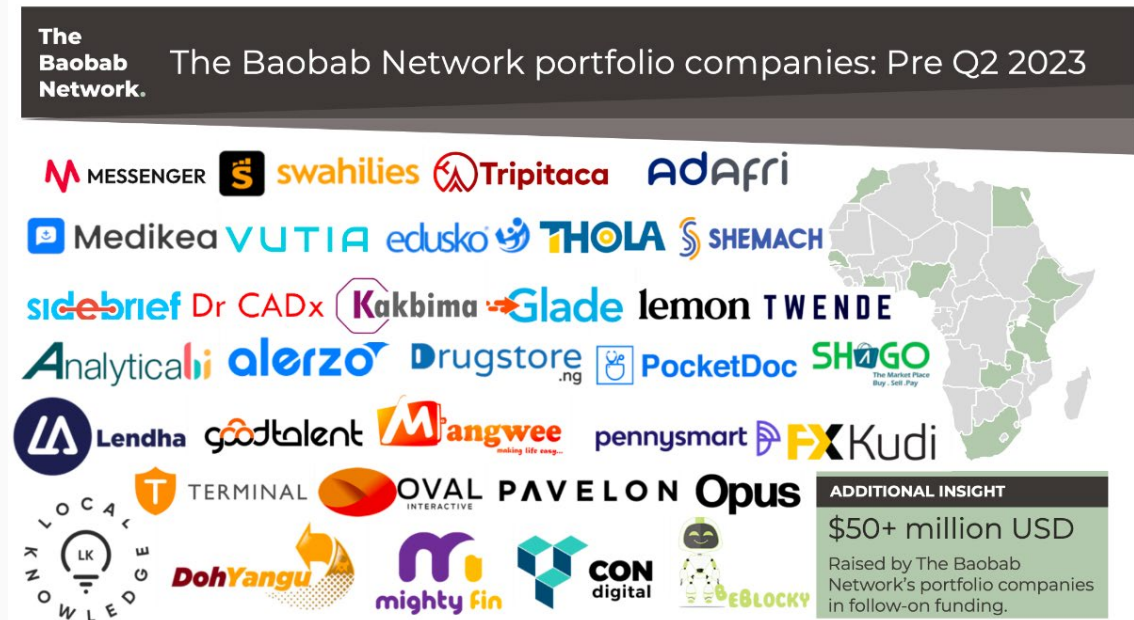 The
Baobab
Network.
The Baobab Network portfolio companies: Pre Q2 2023
MESSENGER
swahilies
Tripitaca
ADAFRI
Medikea
VUTIA
edusko
THOLA
SHEMACH
sidebrief
Dr CADx
Kakbima
Glade
lemon
TWENDE
Analyticabi
alerzo
Drugstore
.ng
PocketDoc
SHAGO
The Market Place
Buy . Sell .Pay
Lendha
goodtalent
Mangwee
making life easy...
pennysmart
FXKudi
T TERMINAL
OVAL
INTERACTIVE
PAVELON
Opus
LOCAL
KNOWLEDGE
LK
DohYangu
mighty fin
CON
digital
BEBLOCKY
ADDITIONAL INSIGHT
$50+ million USD
Raised by The Baobab
Network's portfolio companies
in follow-on funding.